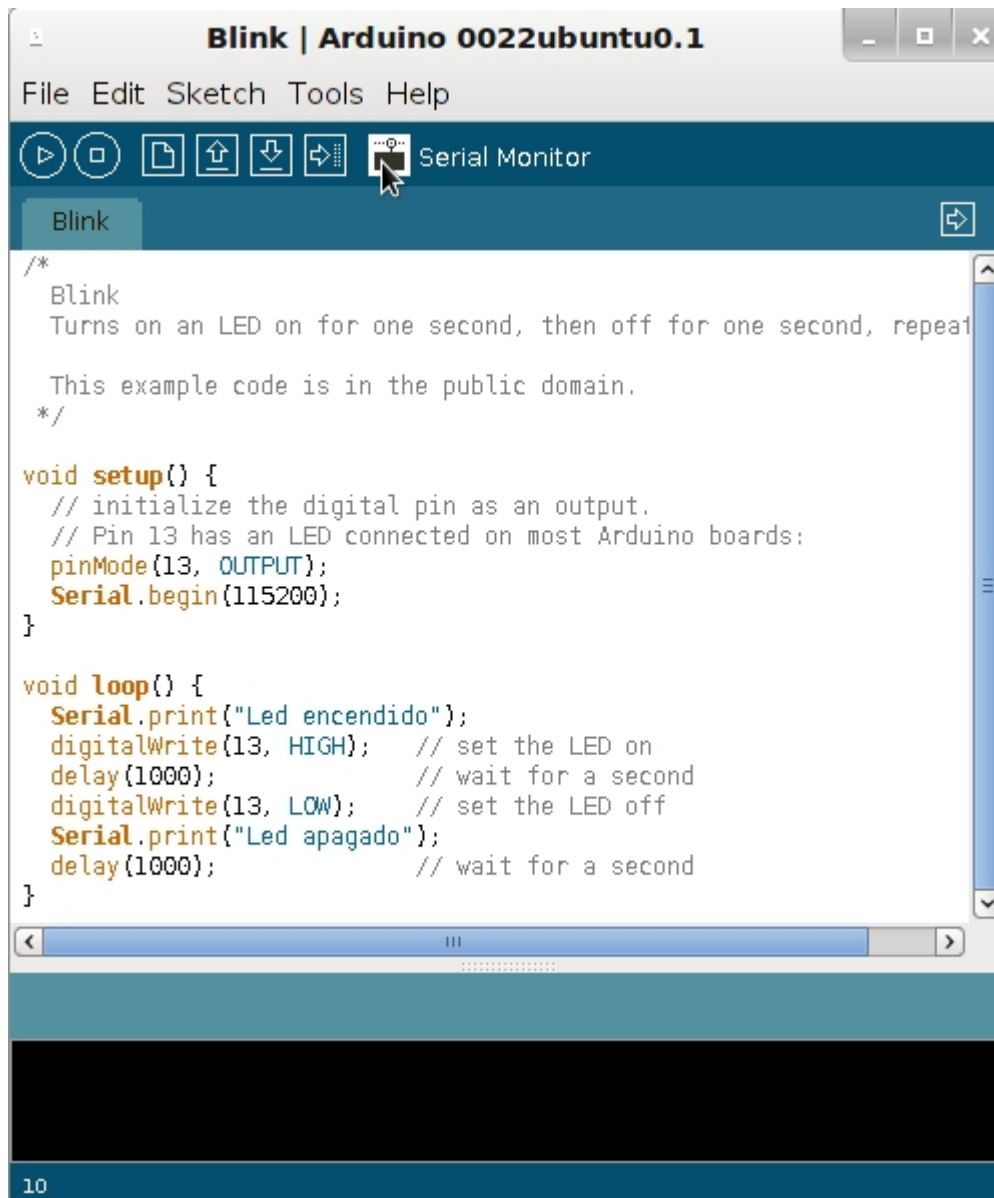 Blink | Arduino 0022ubuntu0.1
File Edit Sketch Tools Help
Serial Monitor
Blink
/*
  Blink
  Turns on an LED on for one second, then off for one second, repeat

  This example code is in the public domain.
 */

void setup() {
  // initialize the digital pin as an output.
  // Pin 13 has an LED connected on most Arduino boards:
  pinMode(13, OUTPUT);
  Serial.begin(115200);
}

void loop() {
  Serial.print("Led encendido");
  digitalWrite(13, HIGH);   // set the LED on
  delay(1000);              // wait for a second
  digitalWrite(13, LOW);    // set the LED off
  Serial.print("Led apagado");
  delay(1000);              // wait for a second
}
10